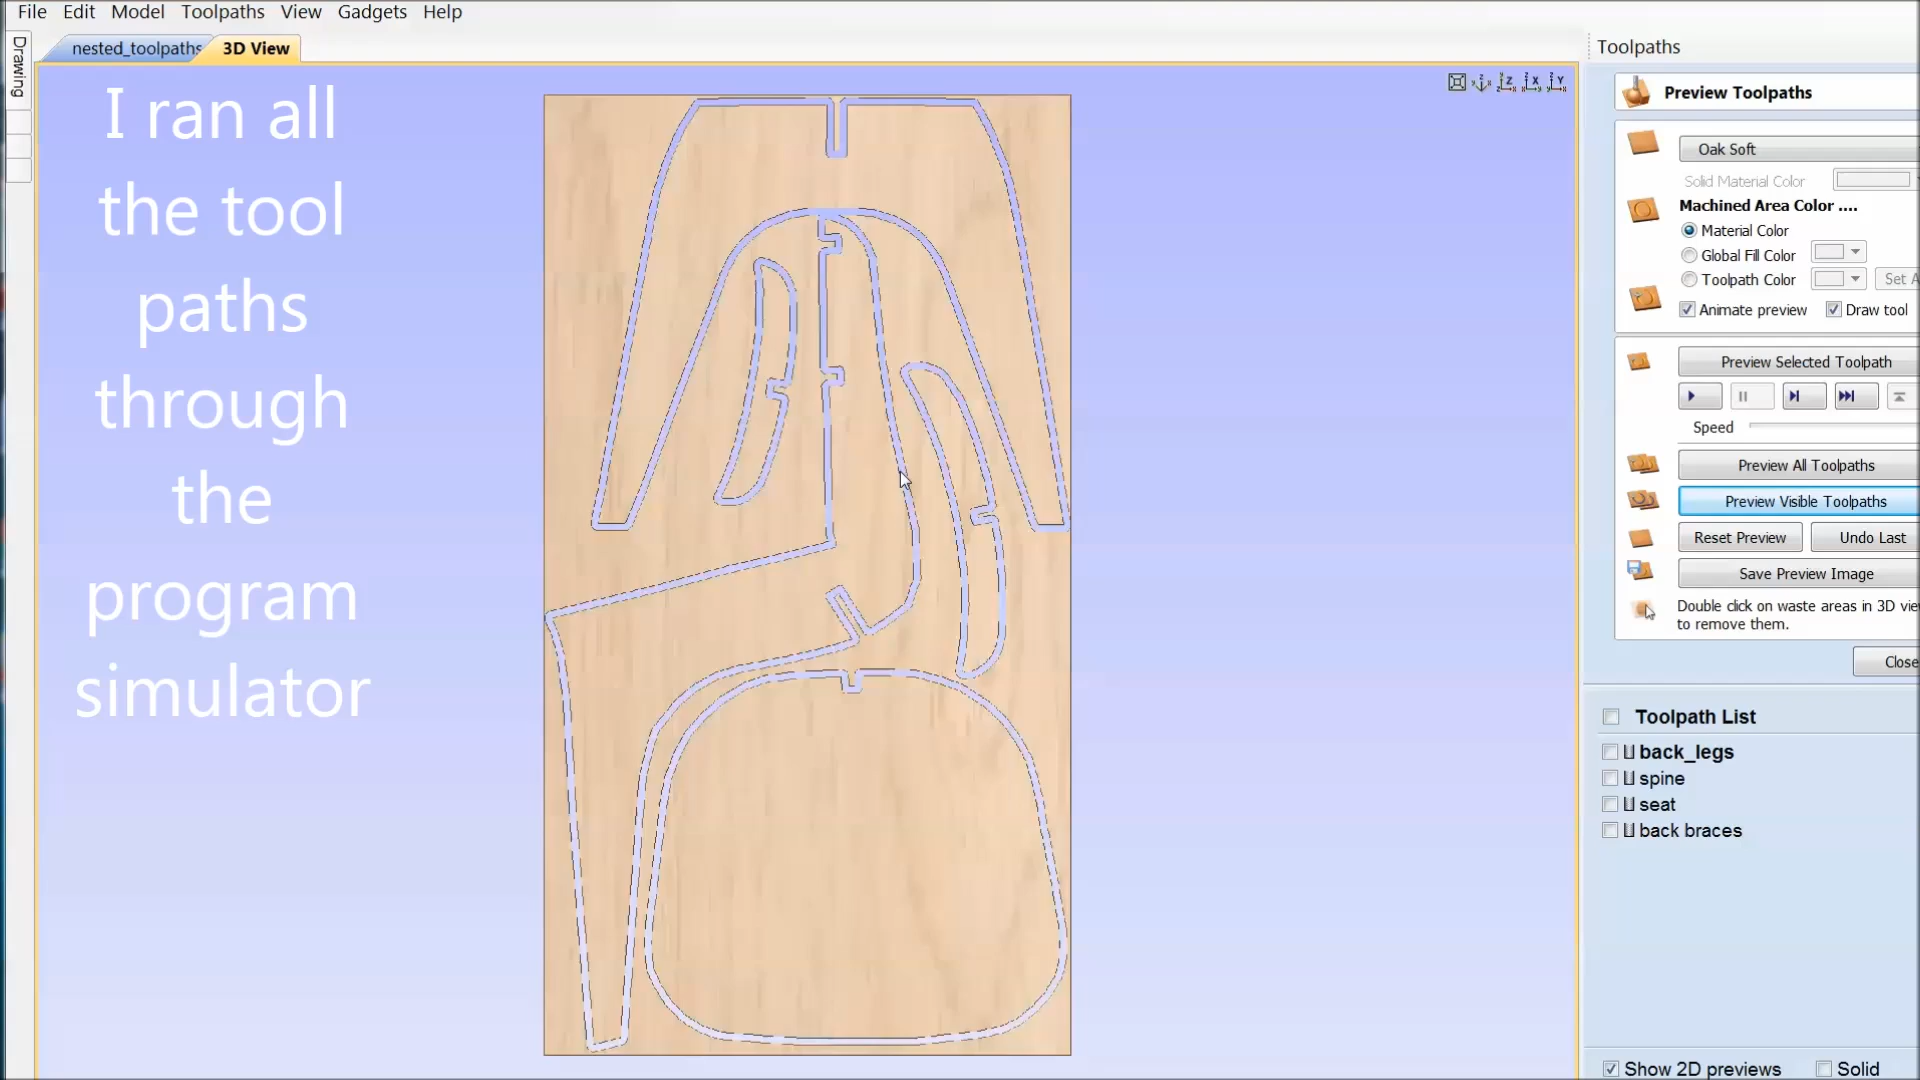 File Edit Model Toolpaths View Gadgets Help
Drawing
nested_toolpaths 3D View
I ran all
the tool
paths
through
the
program
simulator
Toolpaths
Preview Toolpaths
Oak Soft
Solid Material Color
Machined Area Color ....
Material Color
Global Fill Color
Toolpath Color Set A
Animate preview Draw tool
Preview Selected Toolpath
Speed
Preview All Toolpaths
Preview Visible Toolpaths
Reset Preview Undo Last
Save Preview Image
Double click on waste areas in 3D vie
to remove them.
Close
Toolpath List
back_legs
spine
seat
back braces
Show 2D previews Solid